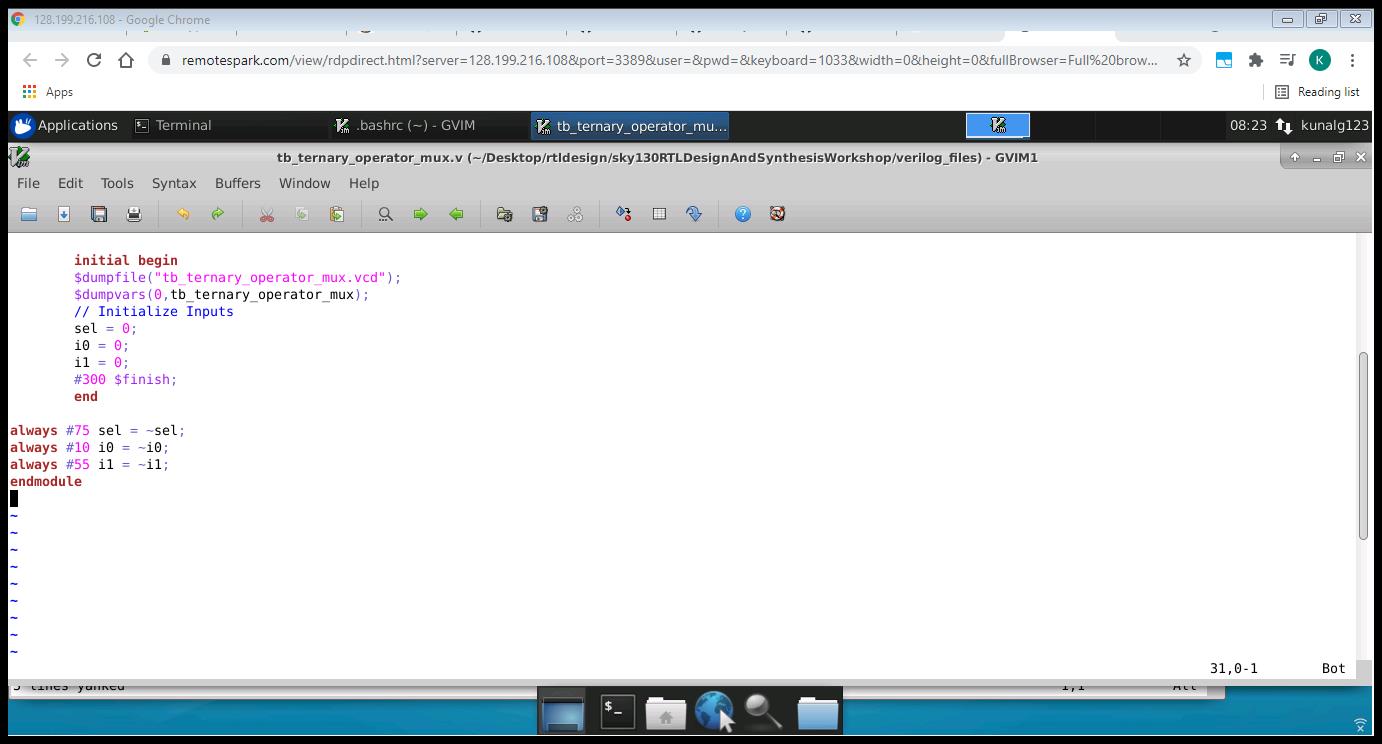 128.199.216.108 - Google Chrome
remotespark.com/view/rdpdirect.html?server=128.199.216.108&port=3389&user=&pwd=&keyboard=1033&width=0&height=0&fullBrowser=Full%20brow...
K
Apps
Reading list
Applications
Terminal
.bashrc (~) - GVIM
tb_ternary_operator_mu...
08:23
kunalg123
tb_ternary_operator_mux.v (~/Desktop/rtldesign/sky130RTLDesignAndSynthesisWorkshop/verilog_files) - GVIM1
File Edit Tools Syntax Buffers Window Help
initial begin
$dumpfile("tb_ternary_operator_mux.vcd");
$dumpvars(0,tb_ternary_operator_mux);
// Initialize Inputs
sel = 0;
i0 = 0;
i1 = 0;
#300 $finish;
end
always #75 sel = ~sel;
always #10 i0 = ~i0;
always #55 i1 = ~i1;
endmodule
~
~
~
~
~
~
~
~
~
31,0-1 Bot
lines yanked 1,1 All
$_